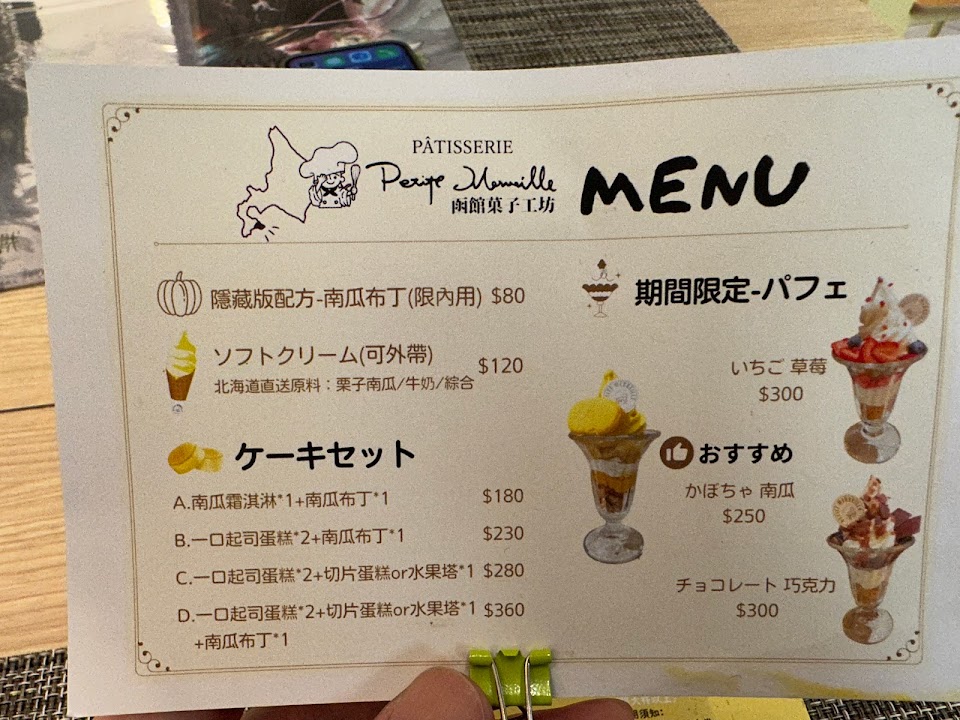 PÂTISSERIE
Petite Merveille
函館菓子工坊
MENU
隱藏版配方-南瓜布丁(限內用) $80
ソフトクリーム(可外帶)
$120
北海道直送原料：栗子南瓜/牛奶/綜合
ケーキセット
A.南瓜霜淇淋*1+南瓜布丁*1 $180
B.一口起司蛋糕*2+南瓜布丁*1 $230
C.一口起司蛋糕*2+切片蛋糕or水果塔*1 $280
D.一口起司蛋糕*2+切片蛋糕or水果塔*1 $360
+南瓜布丁*1
期間限定-パフェ
いちご 草莓
$300
おすすめ
かぼちゃ 南瓜
$250
チョコレート 巧克力
$300